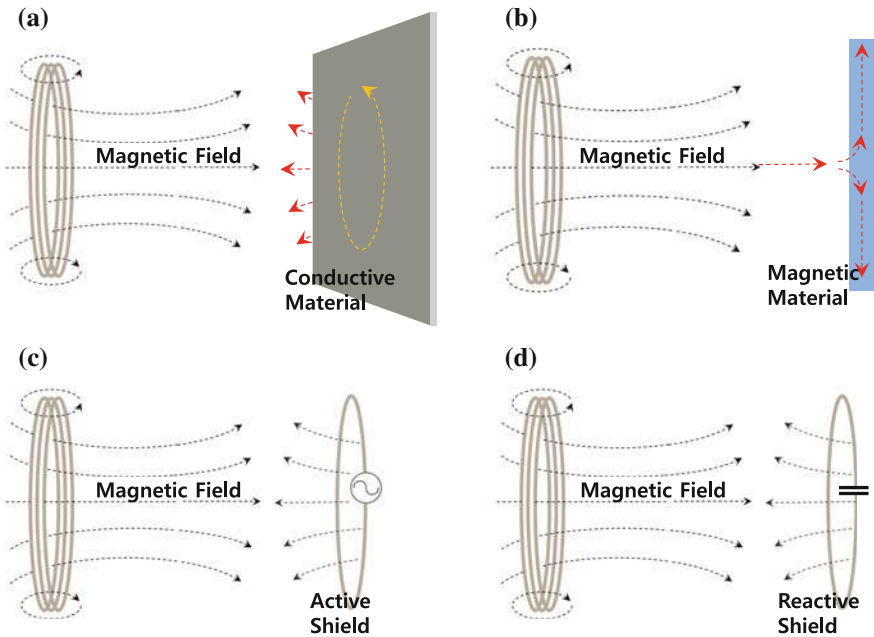 (a)
Magnetic Field
Conductive
Material
(b)
Magnetic Field
Magnetic
Material
(c)
Magnetic Field
Active
Shield
(d)
Magnetic Field
Reactive
Shield